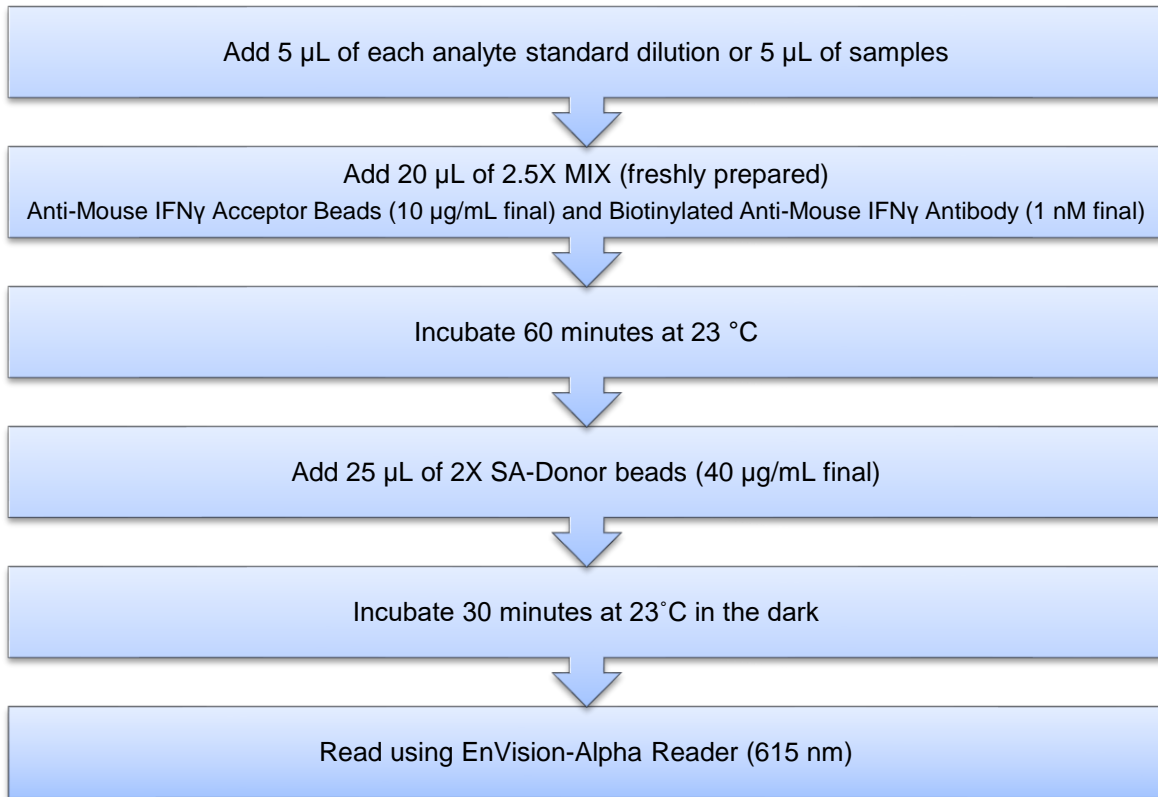 Add 5 µL of each analyte standard dilution or 5 µL of samples
Add 20 µL of 2.5X MIX (freshly prepared)
Anti-Mouse IFNγ Acceptor Beads (10 µg/mL final) and Biotinylated Anti-Mouse IFNγ Antibody (1 nM final)
Incubate 60 minutes at 23 °C
Add 25 µL of 2X SA-Donor beads (40 µg/mL final)
Incubate 30 minutes at 23˚C in the dark
Read using EnVision-Alpha Reader (615 nm)